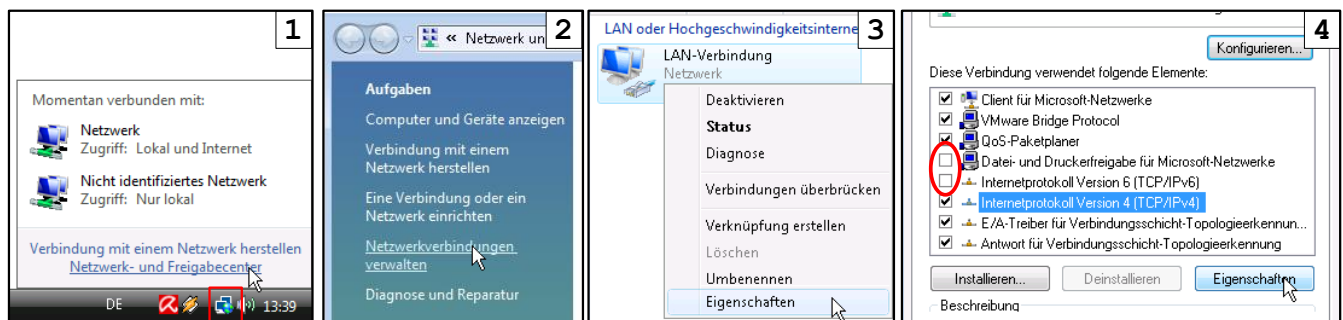 1
Momentan verbunden mit:
Netzwerk
Zugriff: Lokal und Internet
Nicht identifiziertes Netzwerk
Zugriff: Nur lokal
Verbindung mit einem Netzwerk herstellen
Netzwerk- und Freigabecenter
DE 13:39
2
« Netzwerk un
Aufgaben
Computer und Geräte anzeigen
Verbindung mit einem
Netzwerk herstellen
Eine Verbindung oder ein
Netzwerk einrichten
Netzwerkverbindungen
verwalten
Diagnose und Reparatur
3
LAN oder Hochgeschwindigkeitsinterne
LAN-Verbindung
Netzwerk
Deaktivieren
Status
Diagnose
Verbindungen überbrücken
Verknüpfung erstellen
Löschen
Umbenennen
Eigenschaften
4
Konfigurieren...
Diese Verbindung verwendet folgende Elemente:
Client für Microsoft-Netzwerke
VMware Bridge Protocol
QoS-Paketplaner
Datei- und Druckerfreigabe für Microsoft-Netzwerke
Internetprotokoll Version 6 (TCP/IPv6)
Internetprotokoll Version 4 (TCP/IPv4)
E/A-Treiber für Verbindungsschicht-Topologieerkennun...
Antwort für Verbindungsschicht-Topologieerkennung
Installieren... Deinstallieren Eigenschaften
Beschreibung